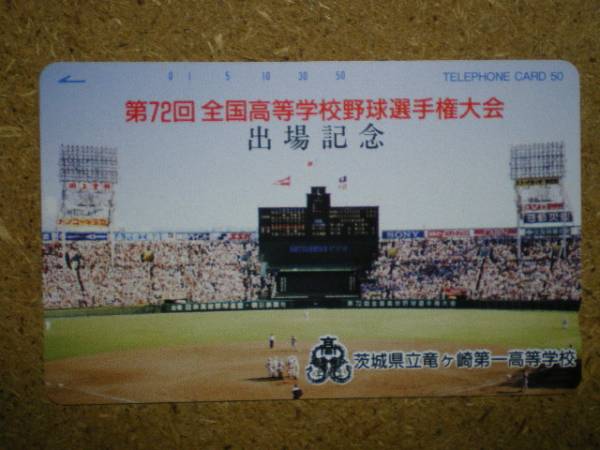 0 1 5 10 30 50
TELEPHONE CARD 50
第72回 全国高等学校野球選手権大会
出場記念
SONY
高
茨城県立竜ヶ崎第一高等学校